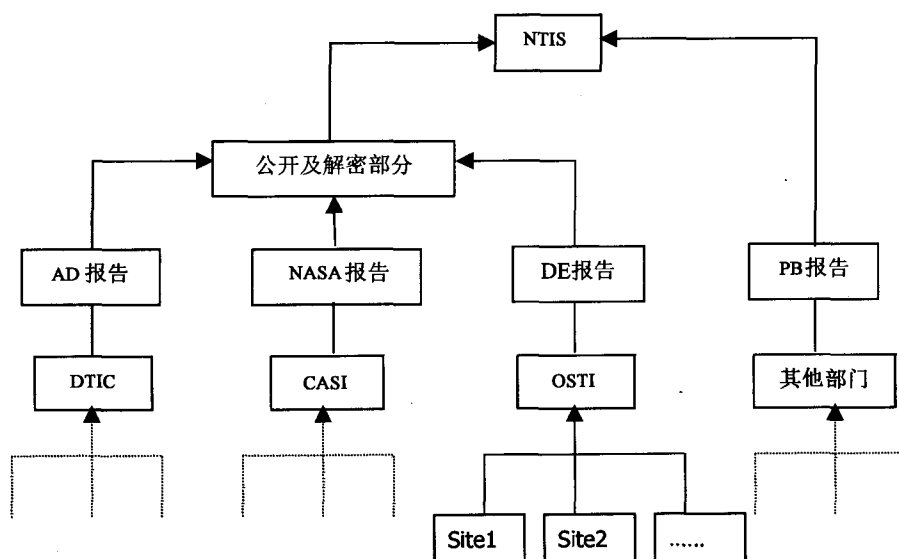 NTIS
公开及解密部分
AD 报告
NASA 报告
DE报告
PB报告
DTIC
CASI
OSTI
其他部门
Site1
Site2
......